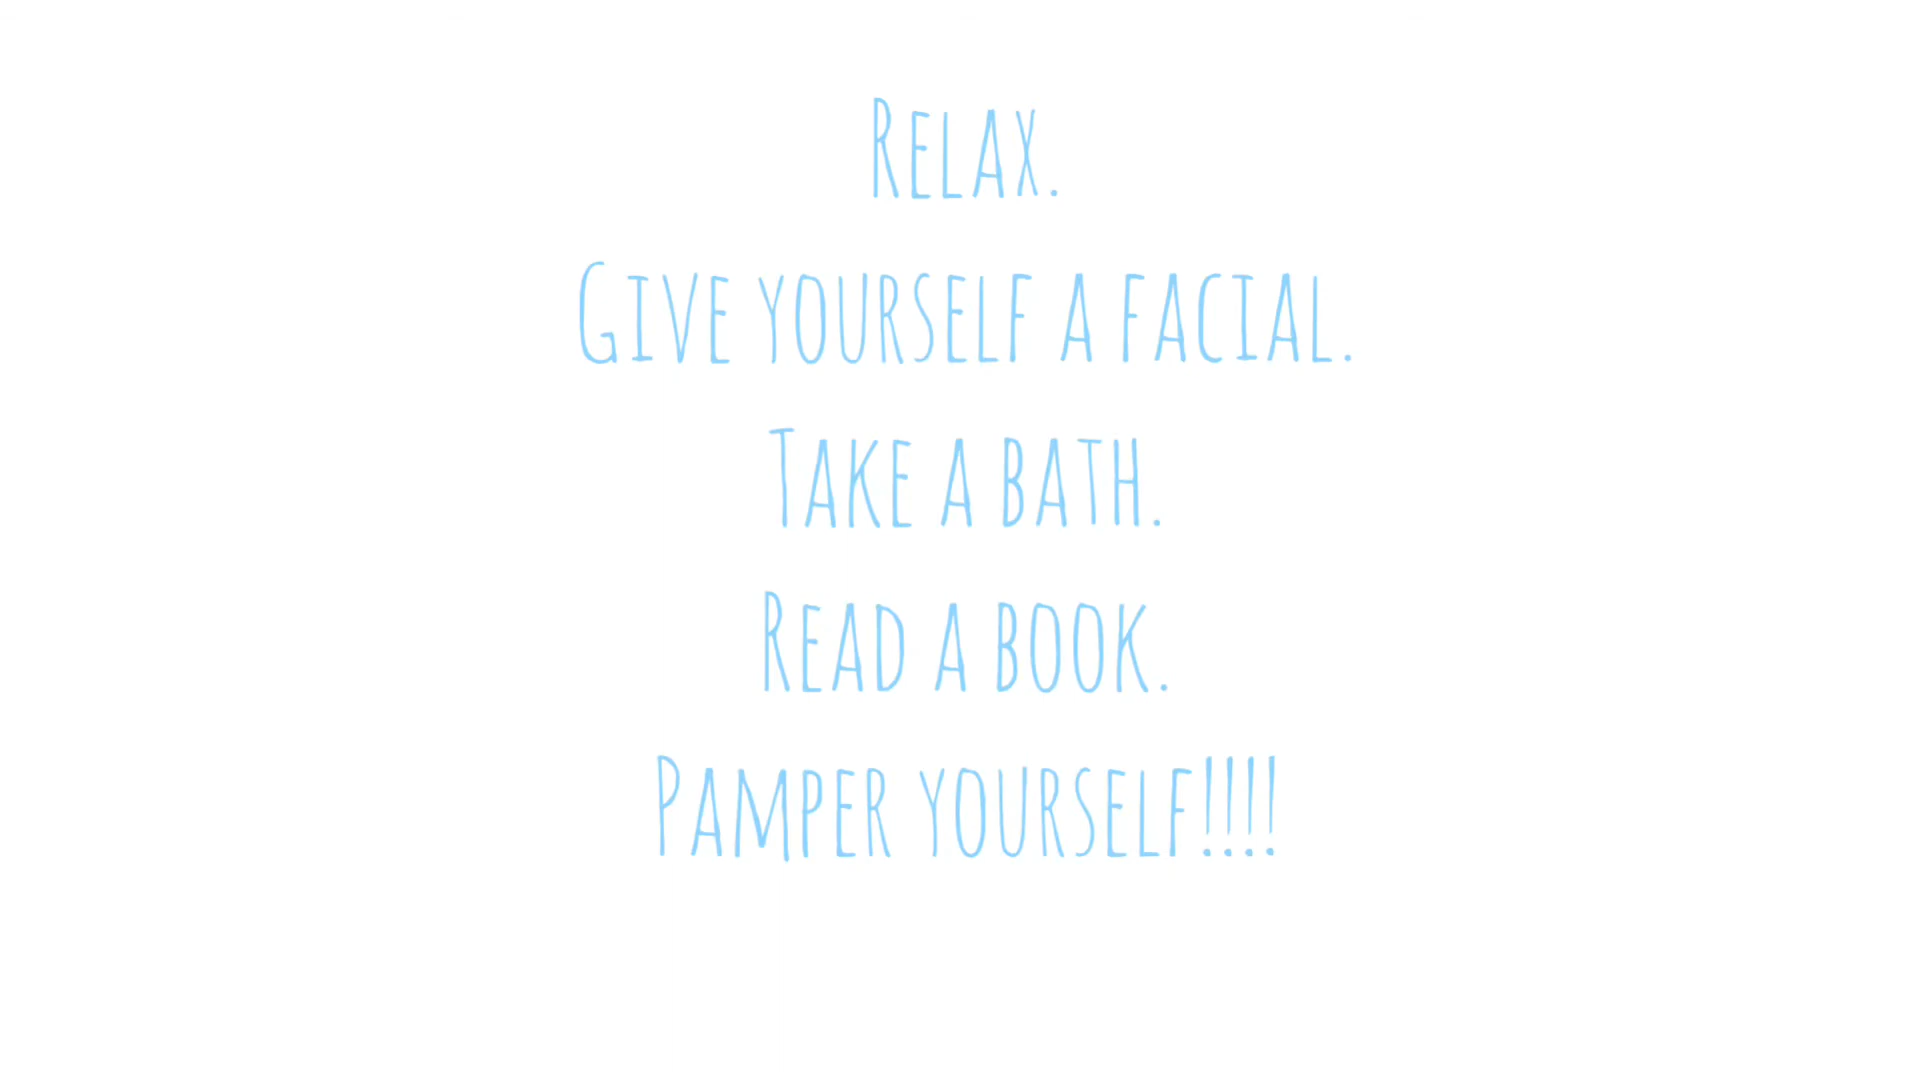 Relax.
Give yourself a facial.
Take a bath.
Read a book.
Pamper yourself!!!!